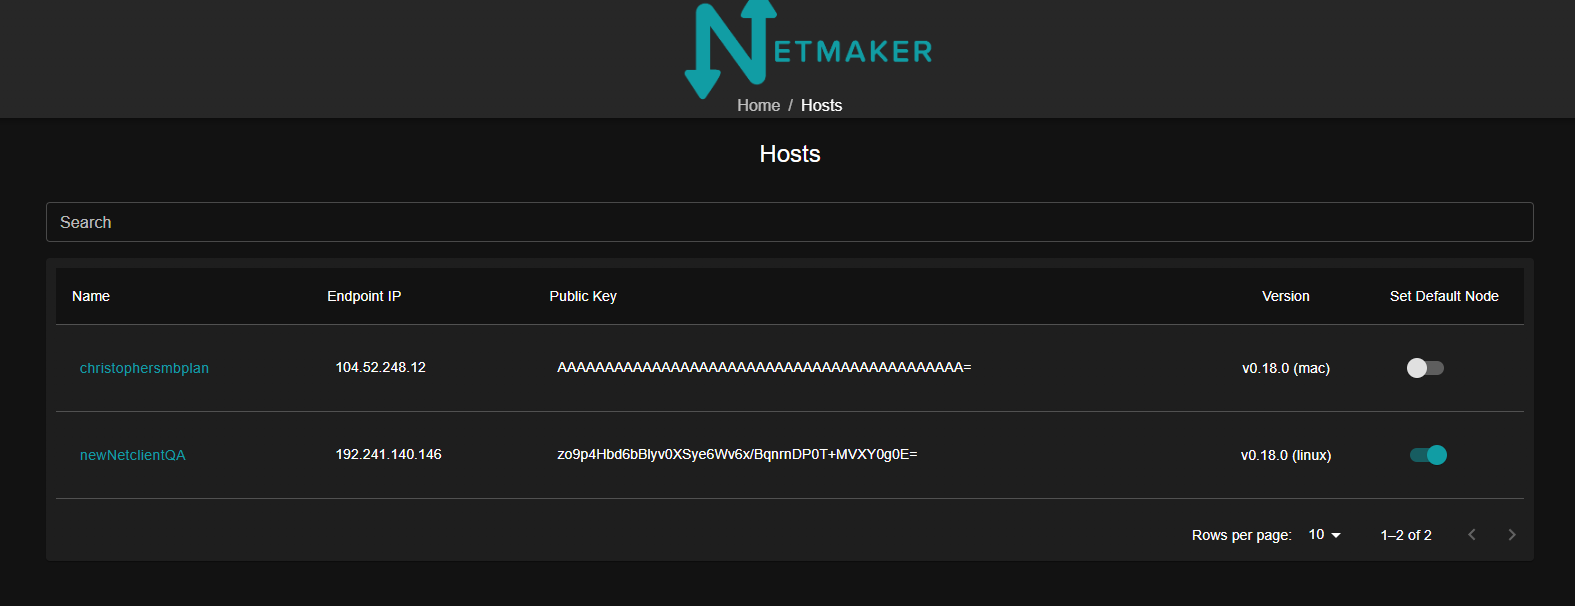 NETMAKER
Home / Hosts
Hosts
Search
Name Endpoint IP Public Key Version Set Default Node
christophersmbplan 104.52.248.12 AAAAAAAAAAAAAAAAAAAAAAAAAAAAAAAAAAAAAAAAAAA= v0.18.0 (mac)
newNetclientQA 192.241.140.146 zo9p4Hbd6bBlyv0XSye6Wv6x/BqnrnDP0T+MVXY0g0E= v0.18.0 (linux)
Rows per page: 10 1–2 of 2